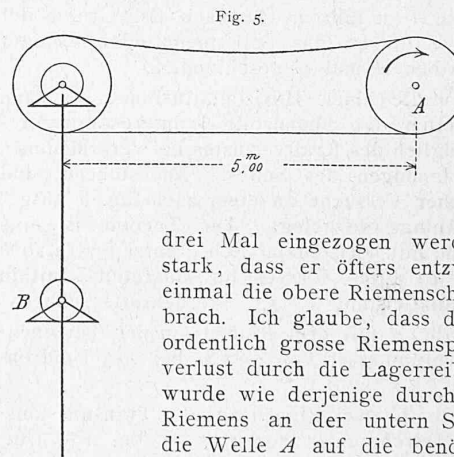 Fig. 5.
A
5,00 m
B
drei Mal eingezogen werd
stark, dass er öfters entz
einmal die obere Riemensch
brach. Ich glaube, dass d
ordentlich grosse Riemensp
verlust durch die Lagerreil
wurde wie derjenige durch
Riemens an der untern S
die Welle A auf die benö